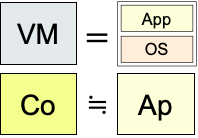 VM = App
OS
Co ≒ Ap